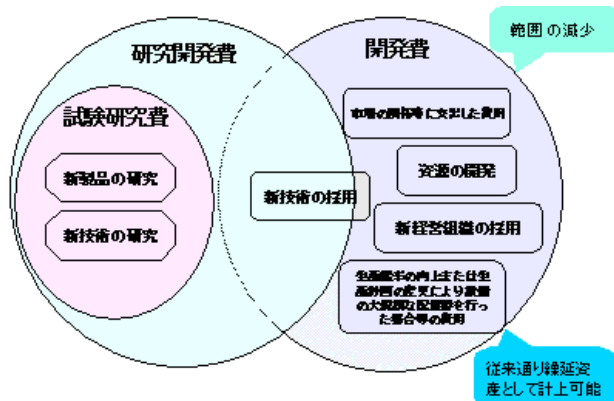 範囲の減少
研究開発費
開発費
試験研究費
市場の開拓等に支出した費用
新製品の研究
資源の開発
新技術の採用
新技術の研究
新経営組織の採用
生産能率の向上または生
産計画の変更により設備
の大規模な配置替を行っ
た場合等の費用
従来通り繰延資
産として計上可能